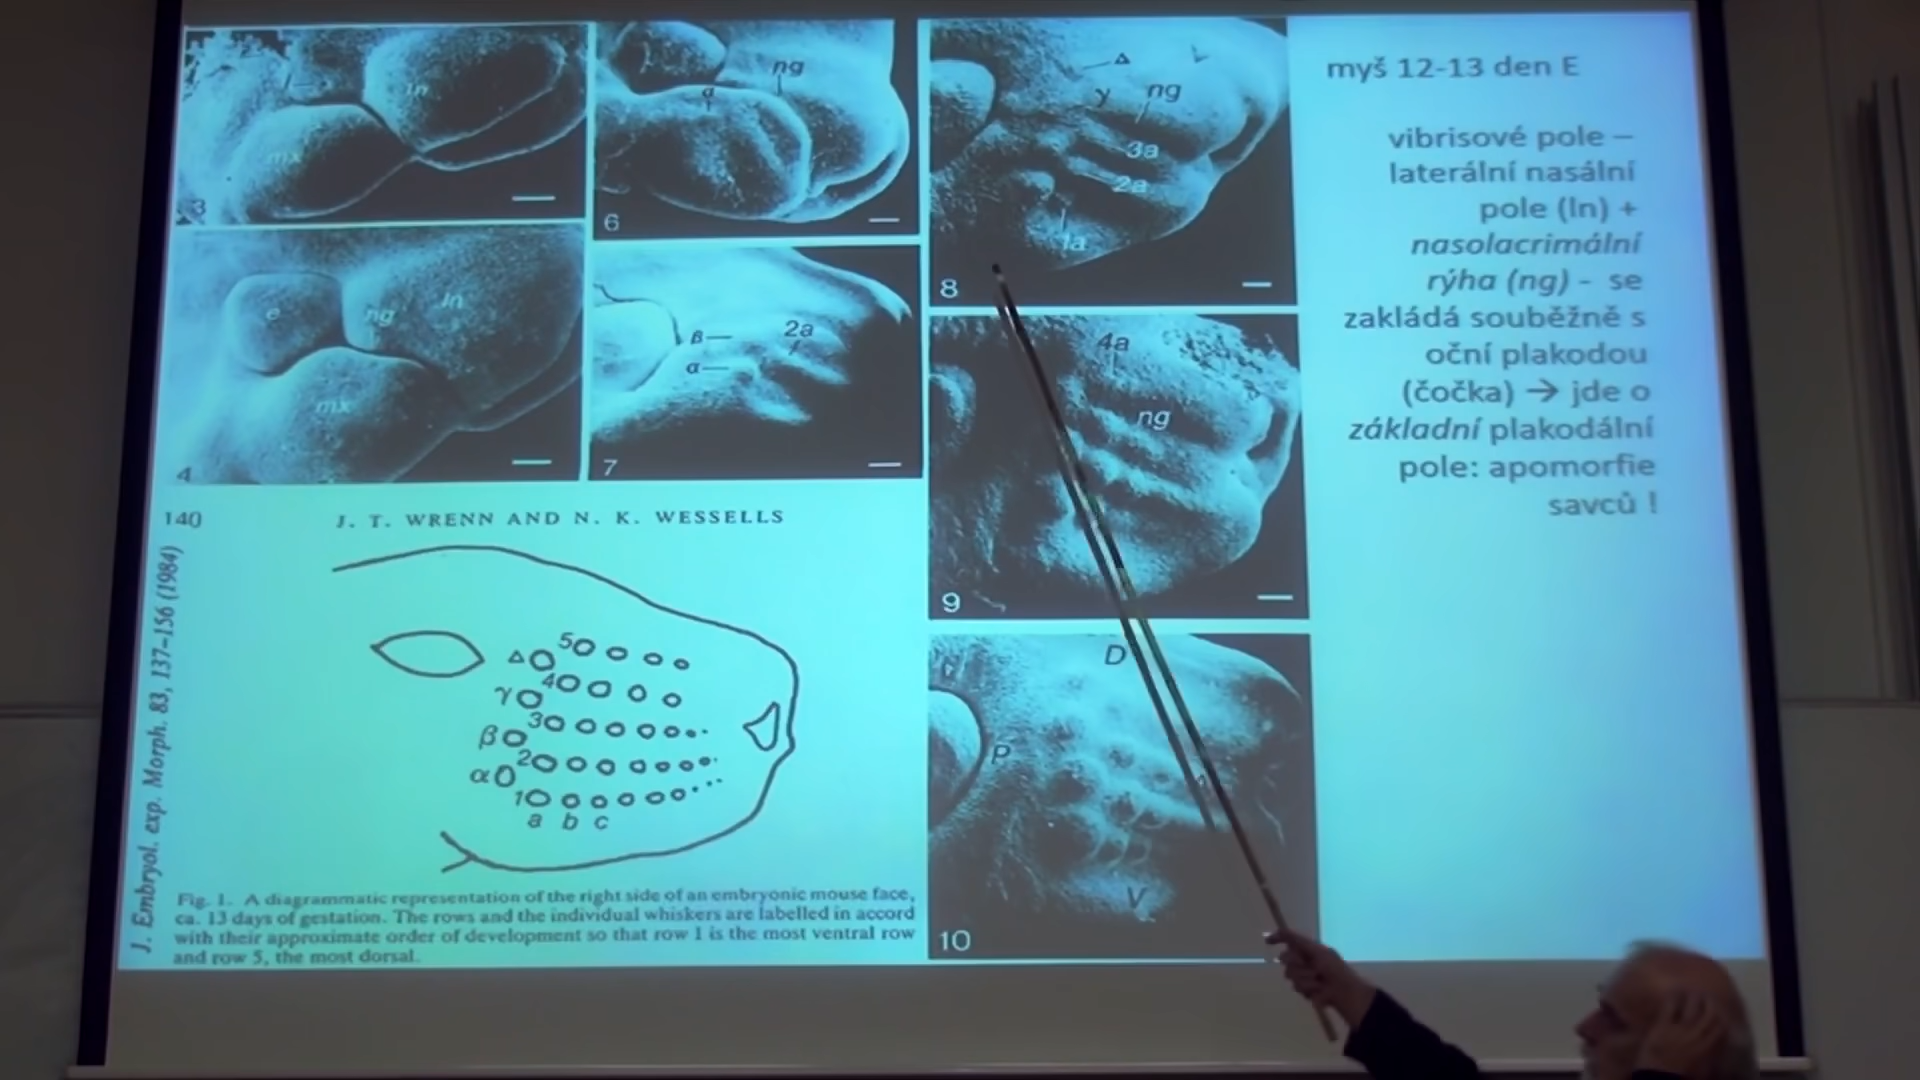 ln
mx
3
ng
α
6
Δ
γ ng
3a
2a
1a
8
myš 12-13 den E
vibrisové pole –
laterální nasální
pole (ln) +
nasolacrimální
rýha (ng) - se
zakládá souběžně s
oční plakodou
(čočka) → jde o
základní plakodální
pole: apomorfie
savců !
e ng ln
mx
4
β
α
2a
7
4a
ng
9
D
P
V
10
140
J. T. WRENN AND N. K. WESSELLS
J. Embryol. exp. Morph. 83, 137–156 (1984)
5
Δ
4
γ
3
β
2
α
1
a b c
Fig. 1. A diagrammatic representation of the right side of an embryonic mouse face,
ca. 13 days of gestation. The rows and the individual whiskers are labelled in accord
with their approximate order of development so that row 1 is the most ventral row
and row 5, the most dorsal.